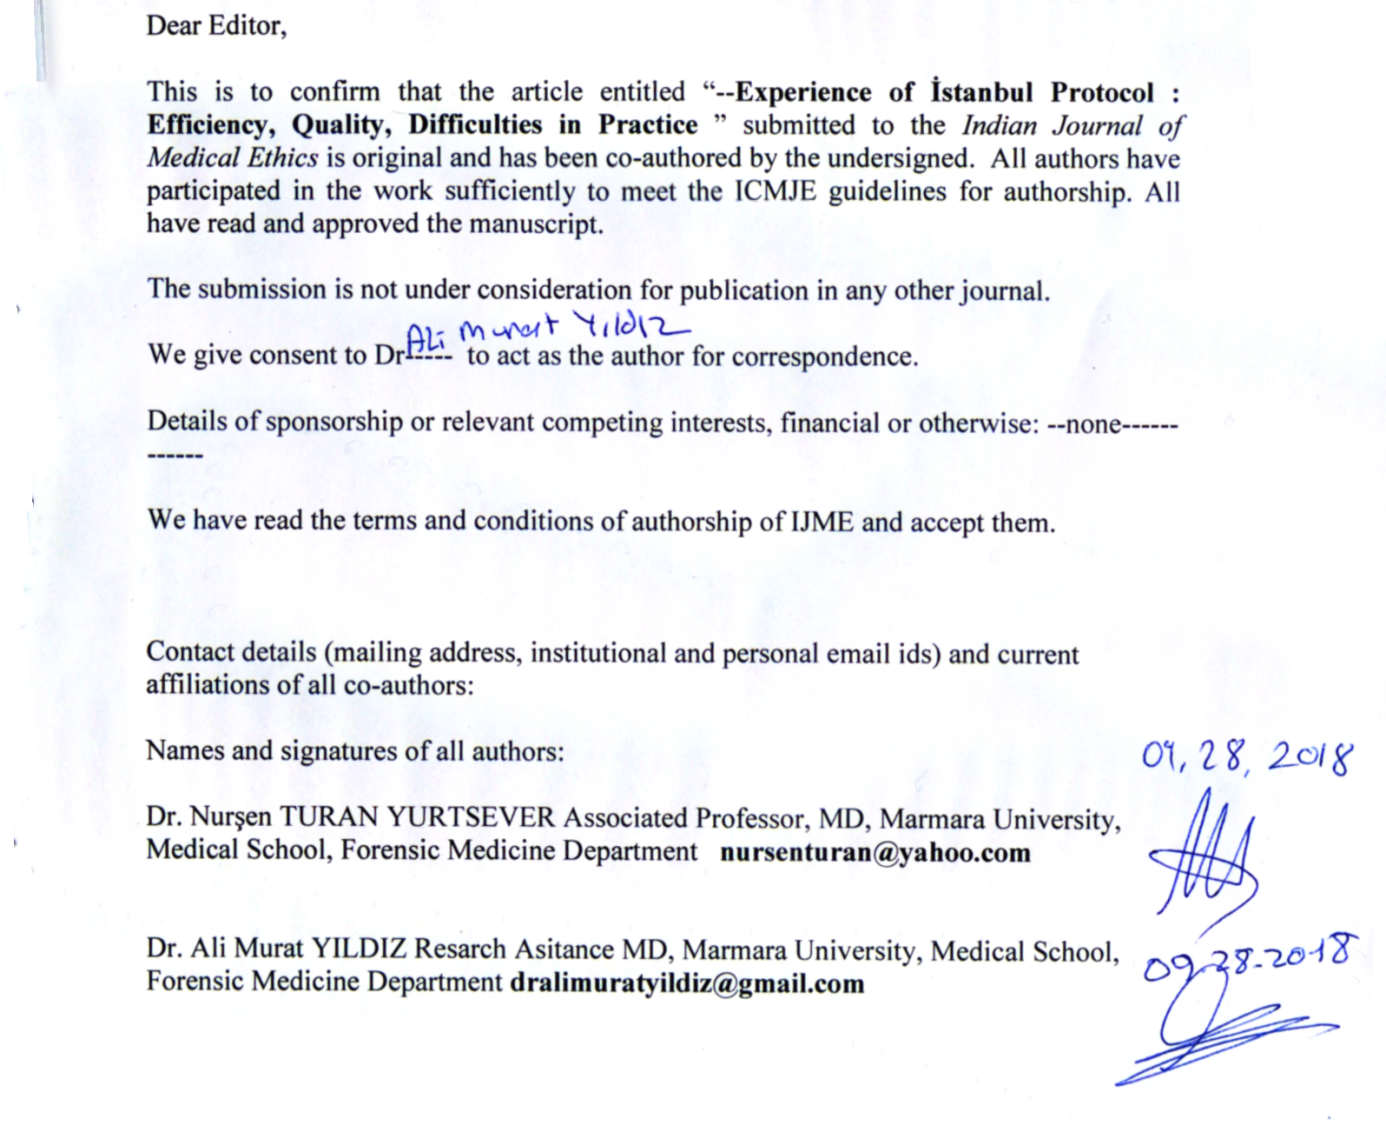 Dear Editor,
This is to confirm that the article entitled “--Experience of İstanbul Protocol :
Efficiency, Quality, Difficulties in Practice ” submitted to the Indian Journal of
Medical Ethics is original and has been co-authored by the undersigned. All authors have
participated in the work sufficiently to meet the ICMJE guidelines for authorship. All
have read and approved the manuscript.
The submission is not under consideration for publication in any other journal.
Ali Murat Yıldız
We give consent to Dr----- to act as the author for correspondence.
Details of sponsorship or relevant competing interests, financial or otherwise: --none------
------
We have read the terms and conditions of authorship of IJME and accept them.
Contact details (mailing address, institutional and personal email ids) and current
affiliations of all co-authors:
Names and signatures of all authors:
09, 28, 2018
Dr. Nurşen TURAN YURTSEVER Associated Professor, MD, Marmara University,
Medical School, Forensic Medicine Department nursenturan@yahoo.com
Dr. Ali Murat YILDIZ Resarch Asitance MD, Marmara University, Medical School,
09.28.2018
Forensic Medicine Department dralimuratyildiz@gmail.com